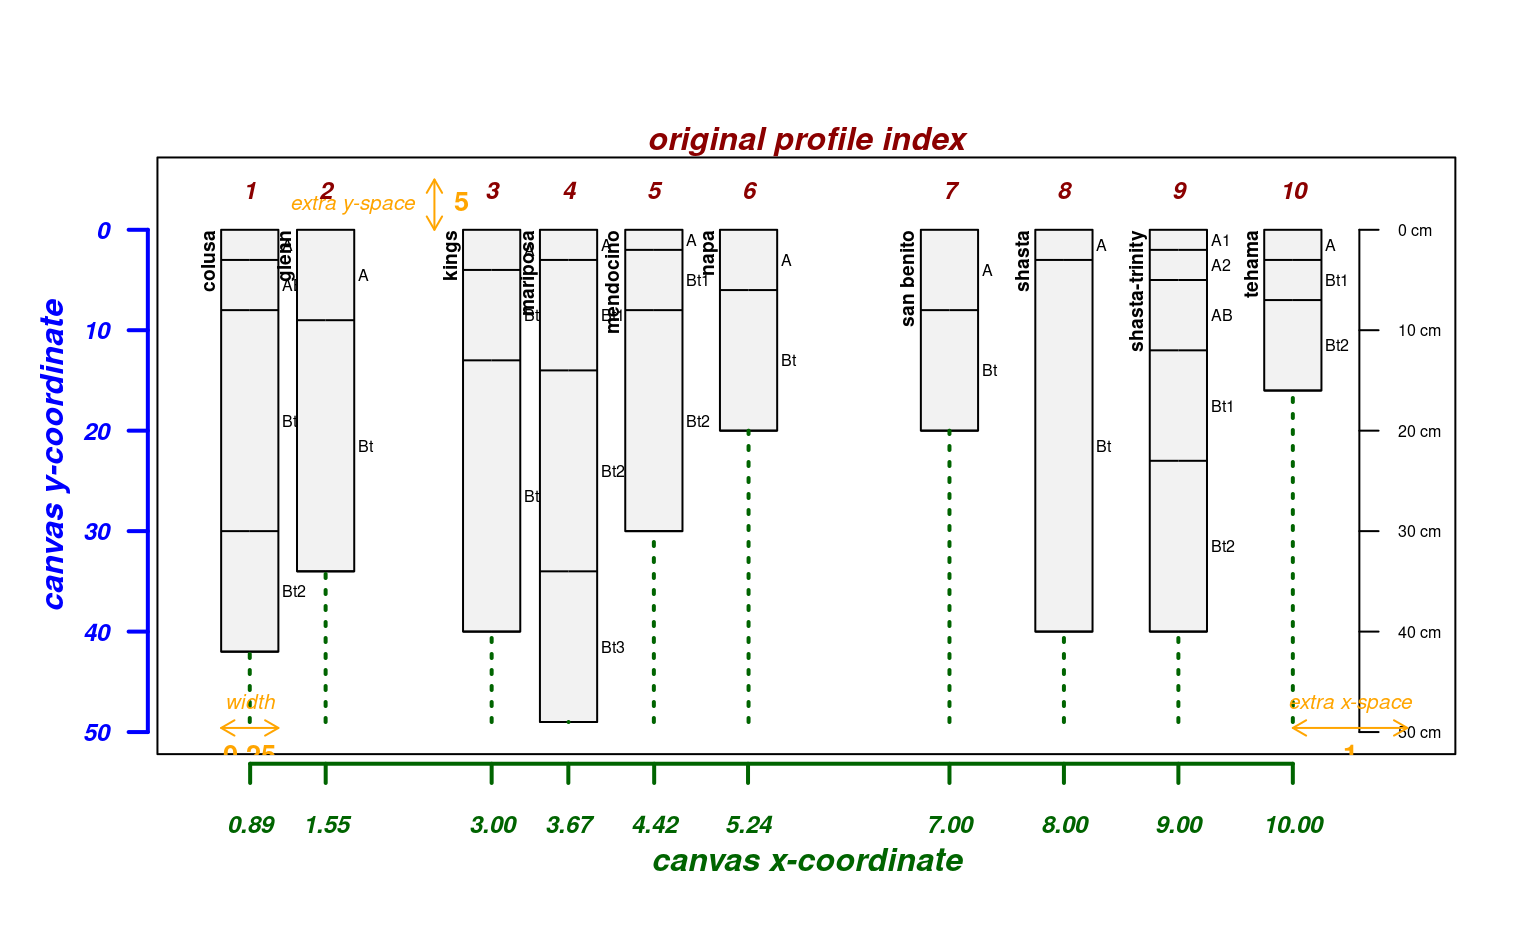 original profile index
1 2 3 4 5 6 7 8 9 10
extra y-space 5
canvas y-coordinate
0
10
20
30
40
50
colusa
Bt
Bt2
glenn
A
Bt
kings
Bt
Bt
mariposa
A
Bt2
Bt3
mendocino
A
Bt1
Bt2
napa
A
Bt
san benito
A
Bt
shasta
A
Bt
shasta-trinity
A1
A2
AB
Bt1
Bt2
tehama
A
Bt1
Bt2
0 cm
10 cm
20 cm
30 cm
40 cm
50 cm
width
0.25
extra x-space
1
0.89 1.55 3.00 3.67 4.42 5.24 7.00 8.00 9.00 10.00
canvas x-coordinate